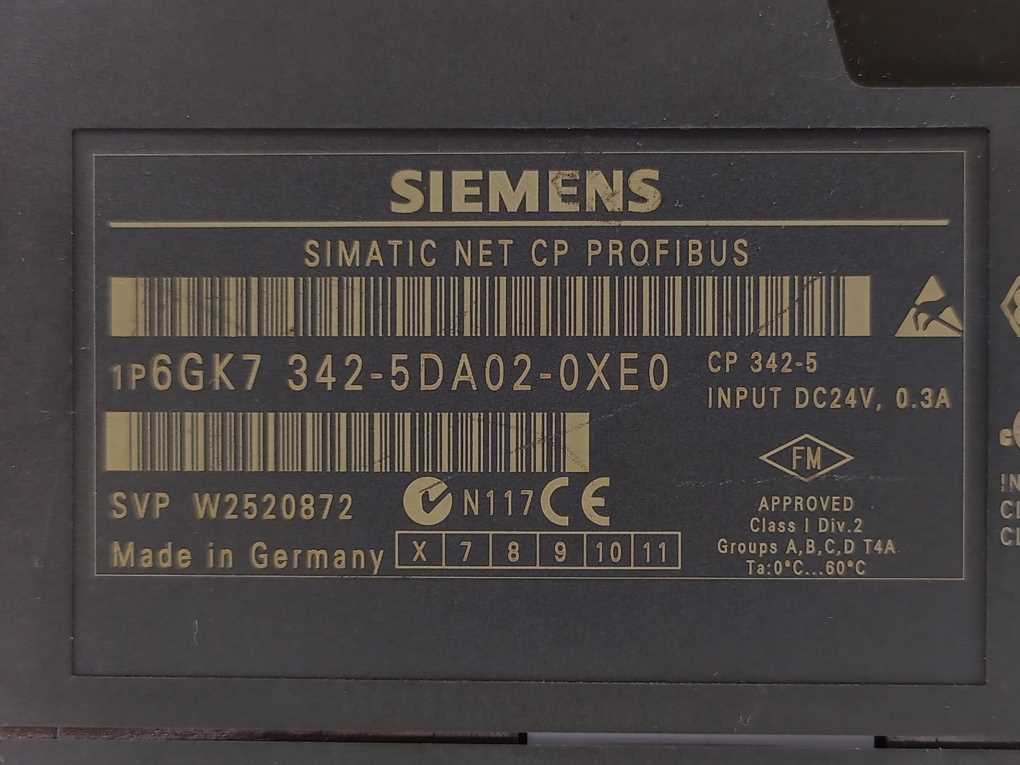 SIEMENS
SIMATIC NET CP PROFIBUS
1P6GK7 342-5DA02-0XE0
CP 342-5
INPUT DC24V, 0.3A
SVP W2520872
N117
CE
FM
APPROVED
Class I Div.2
Groups A,B,C,D T4A
Ta:0°C...60°C
Made in Germany
X 7 8 9 10 11